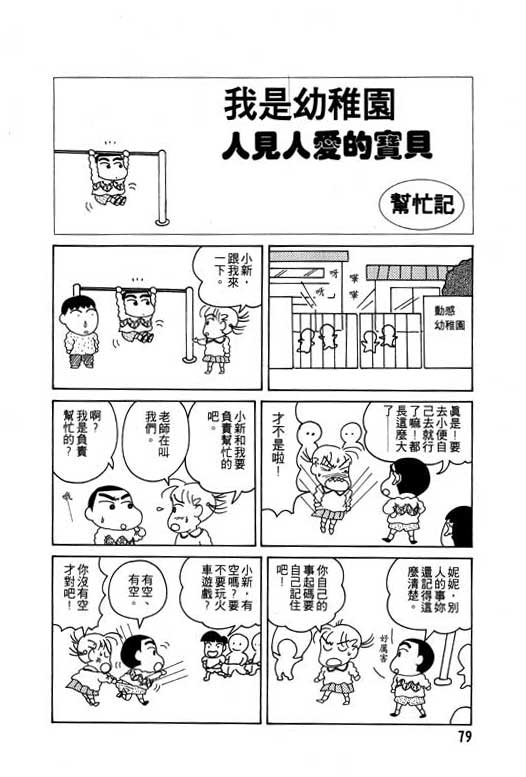 我是幼稚園
人見人愛的寶貝
幫忙記
呀
嘩
嘩
動感
幼稚園
小新，
跟我來
一下。
真是！要
去小便自
己去就行
了嘛！都
長這麼大
了！
才不是啦！
小新和我要
負責幫忙的
吧。
老師在叫
我們。
啊？
我是負責
幫忙的？
妮妮，別
人的事妳
還記得這
麼清楚。
好厲害
你自己的
事起碼要
自己記住
吧！
小新，有
空嗎？要
不要玩火
車遊戲？
有空、
有空。
你沒有空
才對吧！
79